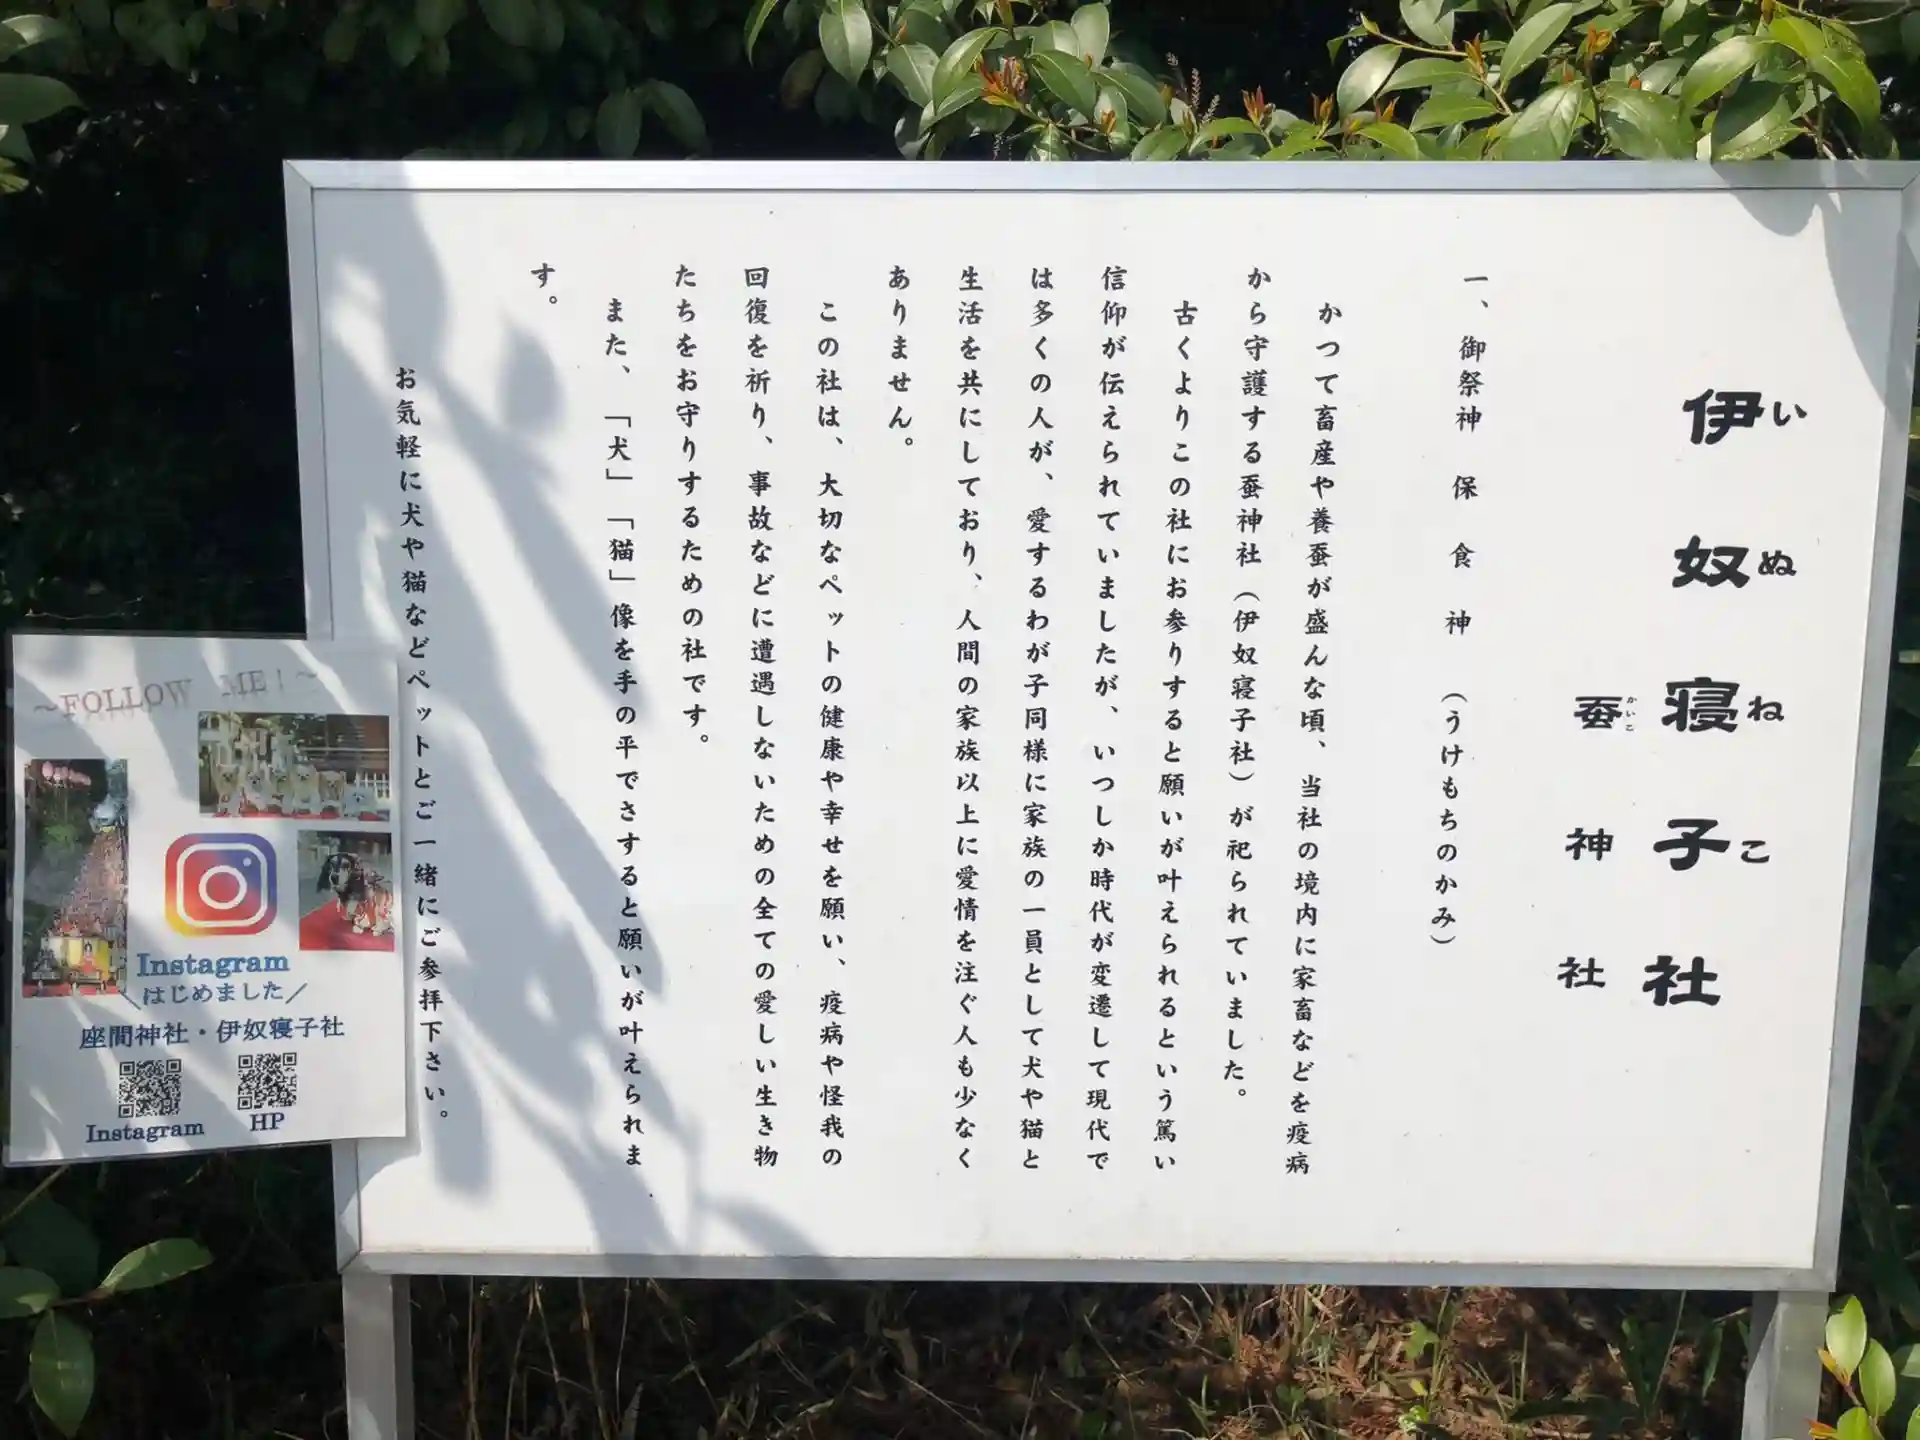 伊奴寝子社
いぬねこ
蚕神社
かいこ
一、御祭神　保食神（うけもちのかみ）
かつて畜産や養蚕が盛んな頃、当社の境内に家畜などを疫病
から守護する蚕神社（伊奴寝子社）が祀られていました。
古くよりこの社にお参りすると願いが叶えられるという篤い
信仰が伝えられていましたが、いつしか時代が変遷して現代で
は多くの人が、愛するわが子同様に家族の一員として犬や猫と
生活を共にしており、人間の家族以上に愛情を注ぐ人も少なく
ありません。
この社は、大切なペットの健康や幸せを願い、疫病や怪我の
回復を祈り、事故などに遭遇しないための全ての愛しい生き物
たちをお守りするための社です。
また、「犬」「猫」像を手の平でさすると願いが叶えられま
す。
お気軽に犬や猫などペットとご一緒にご参拝下さい。
～FOLLOW ME！～
Instagram
＼はじめました／
座間神社・伊奴寝子社
Instagram
HP